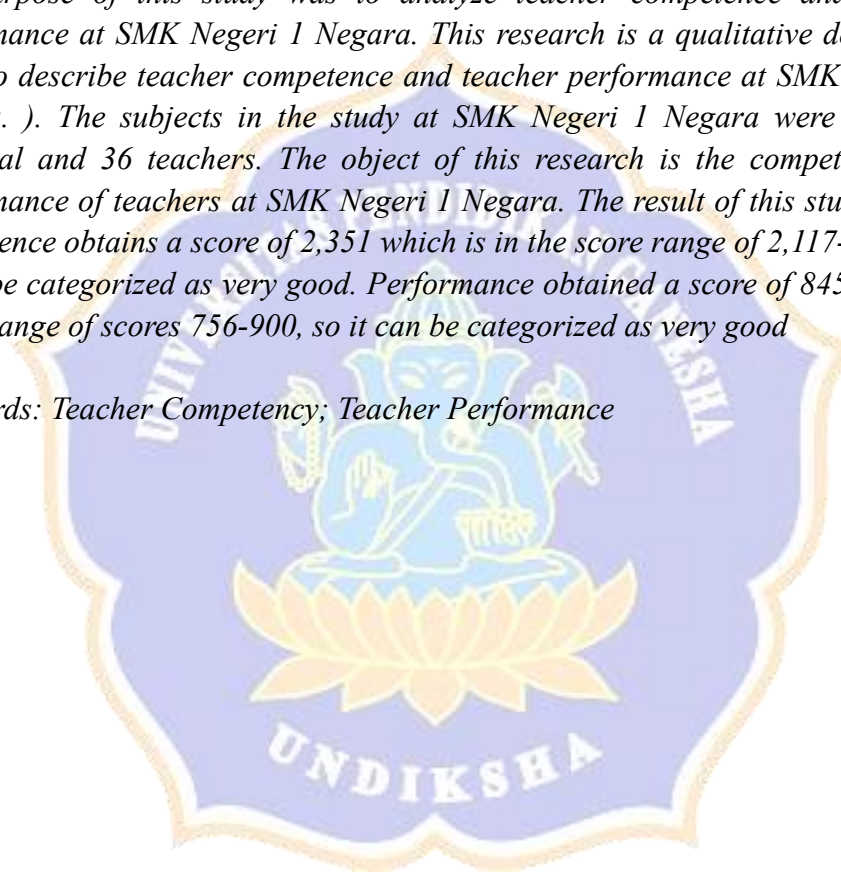 urpose of this study was to analyze teacher competence and
mance at SMK Negeri 1 Negara. This research is a qualitative de
o describe teacher competence and teacher performance at SMK
. ). The subjects in the study at SMK Negeri 1 Negara were
al and 36 teachers. The object of this research is the compet
mance of teachers at SMK Negeri 1 Negara. The result of this stu
ence obtains a score of 2,351 which is in the score range of 2,117-
be categorized as very good. Performance obtained a score of 845
ange of scores 756-900, so it can be categorized as very good
rds: Teacher Competency; Teacher Performance
UNIVERSITAS PENDIDIKAN GANESHA
UNDIKSHA